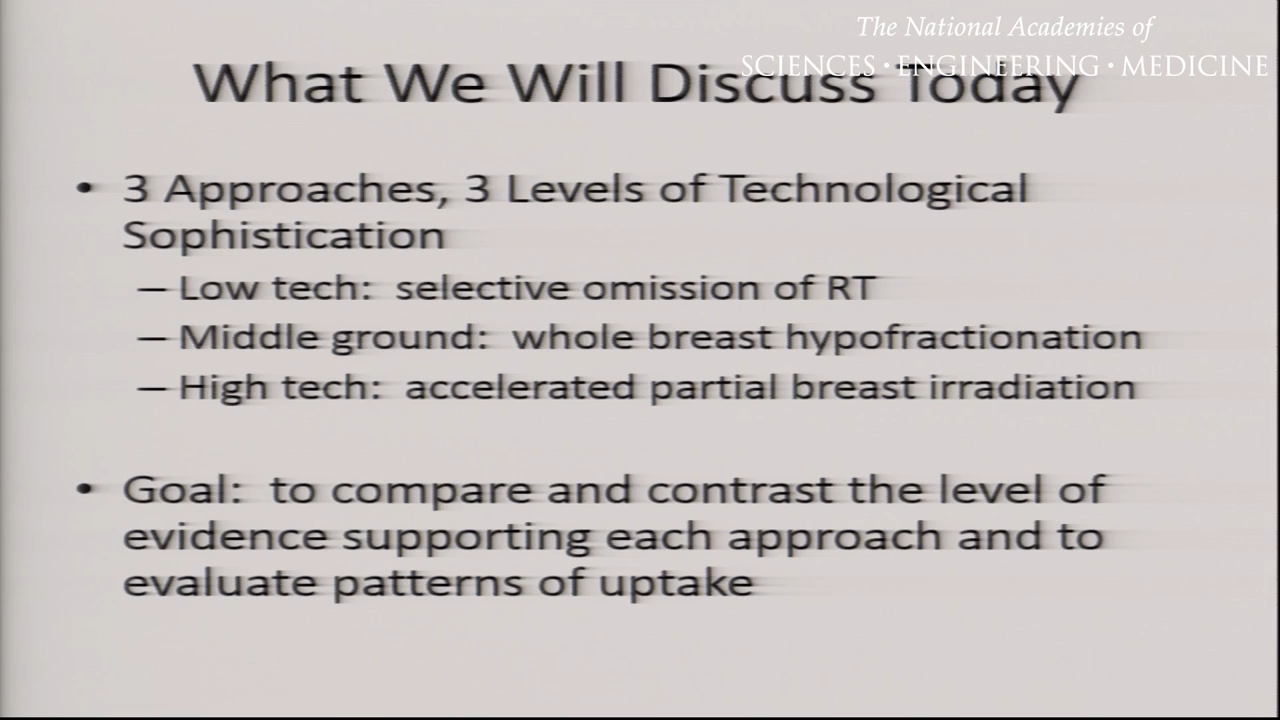 The National Academies of
SCIENCES · ENGINEERING · MEDICINE
What We Will Discuss Today
• 3 Approaches, 3 Levels of Technological
Sophistication
– Low tech:  selective omission of RT
– Middle ground:  whole breast hypofractionation
– High tech:  accelerated partial breast irradiation
• Goal:  to compare and contrast the level of
evidence supporting each approach and to
evaluate patterns of uptake